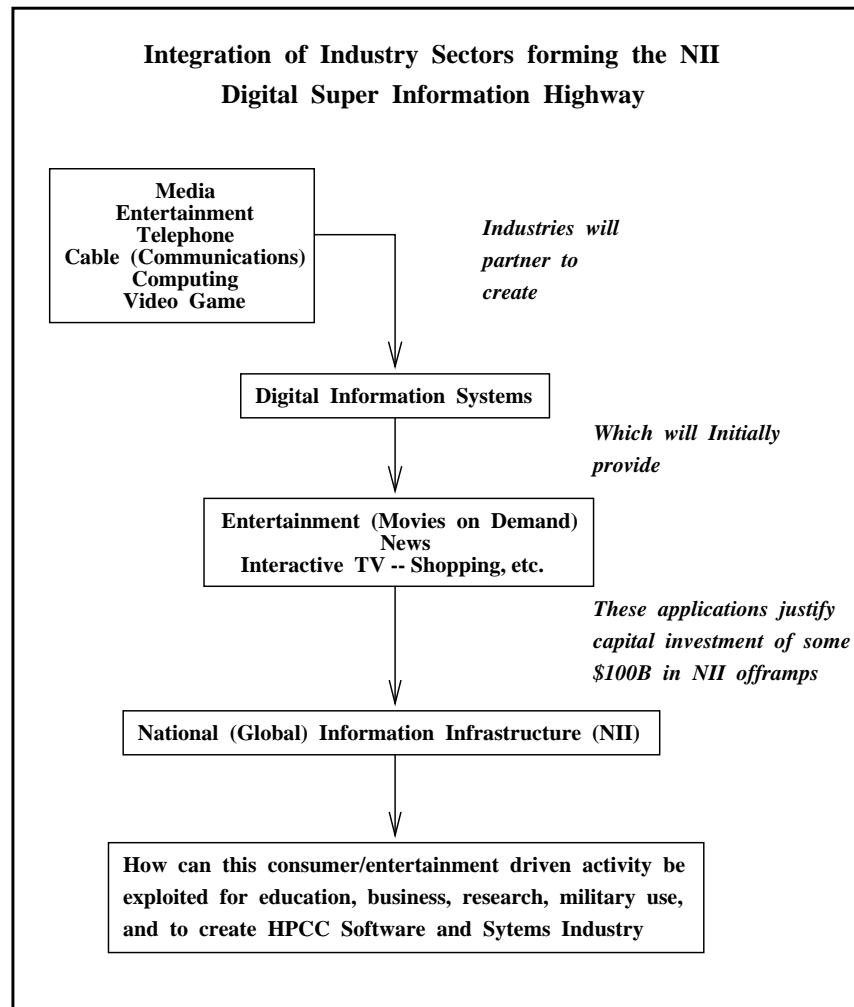 Integration of Industry Sectors forming the NII
Digital Super Information Highway
Media
Entertainment
Telephone
Cable (Communications)
Computing
Video Game
Industries will
partner to
create
Digital Information Systems
Which will Initially
provide
Entertainment (Movies on Demand)
News
Interactive TV -- Shopping, etc.
These applications justify
capital investment of some
$100B in NII offramps
National (Global) Information Infrastructure (NII)
How can this consumer/entertainment driven activity be
exploited for education, business, research, military use,
and to create HPCC Software and Sytems Industry